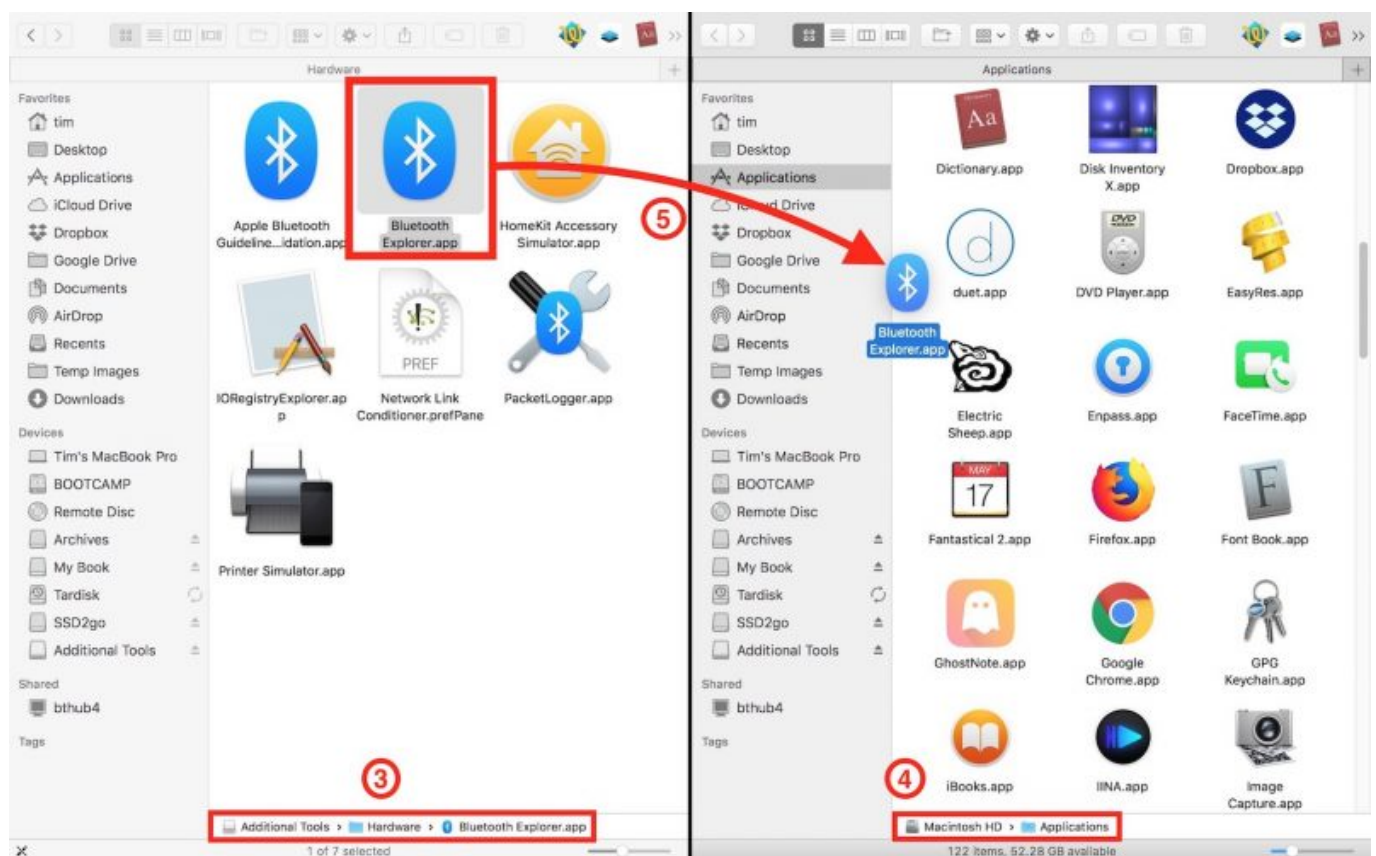 Hardware
Favorites
tim
Desktop
Applications
iCloud Drive
Dropbox
Google Drive
Documents
AirDrop
Recents
Temp Images
Downloads
Devices
Tim's MacBook Pro
BOOTCAMP
Remote Disc
Archives
My Book
Tardisk
SSD2go
Additional Tools
Shared
bthub4
Tags
Apple Bluetooth
Guideline...idation.app
Bluetooth
Explorer.app
HomeKit Accessory
Simulator.app
IORegistryExplorer.ap
p
PREF
Network Link
Conditioner.prefPane
PacketLogger.app
Printer Simulator.app
3
Additional Tools › Hardware › Bluetooth Explorer.app
1 of 7 selected
5
Applications
Favorites
tim
Desktop
Applications
iCloud Drive
Dropbox
Google Drive
Documents
AirDrop
Recents
Temp Images
Downloads
Devices
Tim's MacBook Pro
BOOTCAMP
Remote Disc
Archives
My Book
Tardisk
SSD2go
Additional Tools
Shared
bthub4
Tags
Bluetooth
Explorer.app
Aa
Dictionary.app
Disk Inventory
X.app
Dropbox.app
d
duet.app
DVD
DVD Player.app
EasyRes.app
Electric
Sheep.app
Enpass.app
FaceTime.app
MAY
17
Fantastical 2.app
Firefox.app
F
Font Book.app
GhostNote.app
Google
Chrome.app
GPG
Keychain.app
iBooks.app
IINA.app
Image
Capture.app
4
Macintosh HD › Applications
122 items, 52.28 GB available